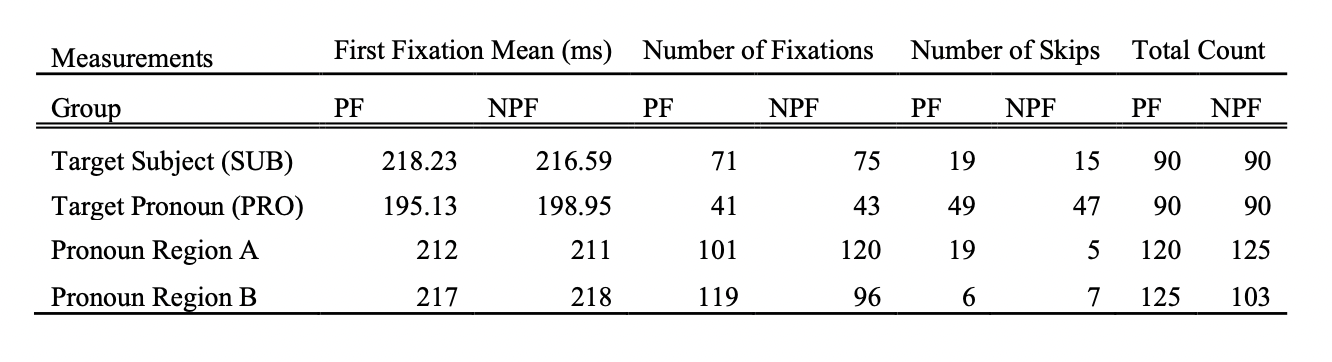 Measurements First Fixation Mean (ms) Number of Fixations Number of Skips Total Count
Group PF NPF PF NPF PF NPF PF NPF
Target Subject (SUB) 218.23 216.59 71 75 19 15 90 90
Target Pronoun (PRO) 195.13 198.95 41 43 49 47 90 90
Pronoun Region A 212 211 101 120 19 5 120 125
Pronoun Region B 217 218 119 96 6 7 125 103